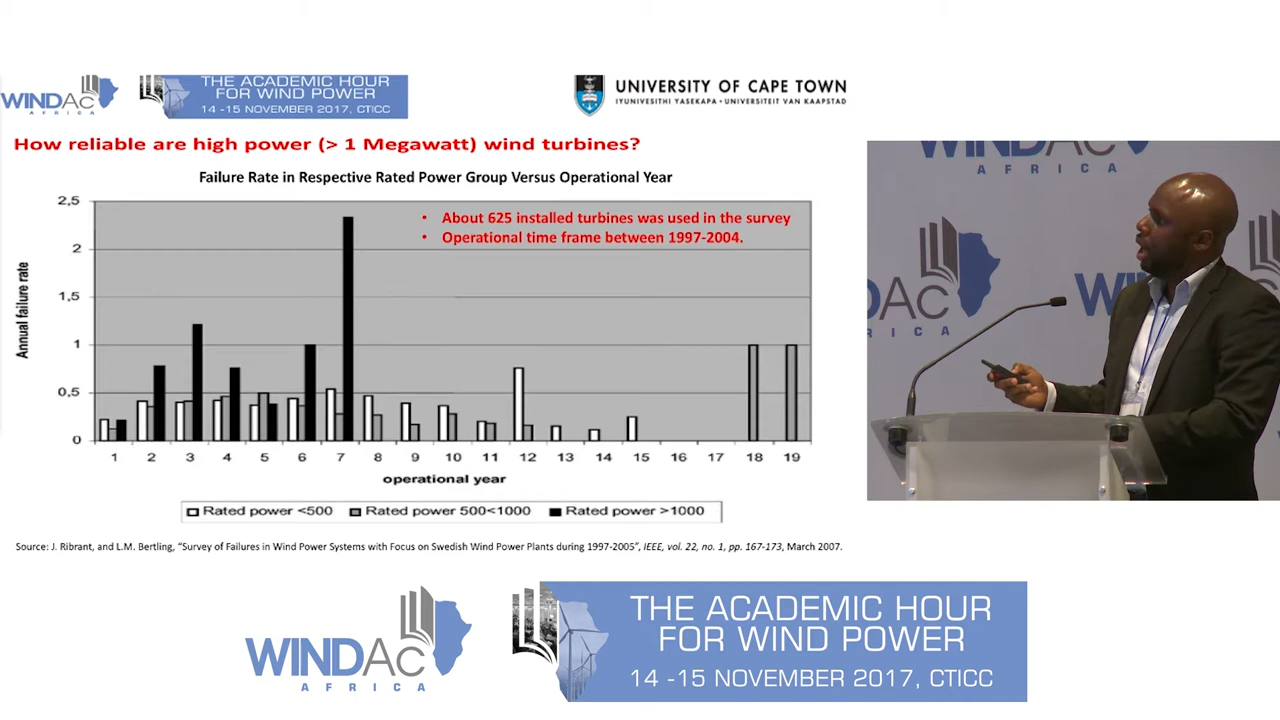 WINDAC
AFRICA
THE ACADEMIC HOUR
FOR WIND POWER
14 -15 NOVEMBER 2017, CTICC
UNIVERSITY OF CAPE TOWN
IYUNIVESITHI YASEKAPA • UNIVERSITEIT VAN KAAPSTAD
How reliable are high power (> 1 Megawatt) wind turbines?
Failure Rate in Respective Rated Power Group Versus Operational Year
• About 625 installed turbines was used in the survey
• Operational time frame between 1997-2004.
Annual failure rate
2,5
2
1,5
1
0,5
0
1 2 3 4 5 6 7 8 9 10 11 12 13 14 15 16 17 18 19
operational year
Rated power <500 Rated power 500<1000 Rated power >1000
Source: J. Ribrant, and L.M. Bertling, “Survey of Failures in Wind Power Systems with Focus on Swedish Wind Power Plants during 1997-2005”, IEEE, vol. 22, no. 1, pp. 167-173, March 2007.
WINDAC
AFRICA
DAC
RICA
W
WINDAC
AFRICA
THE ACADEMIC HOUR
FOR WIND POWER
14 -15 NOVEMBER 2017, CTICC